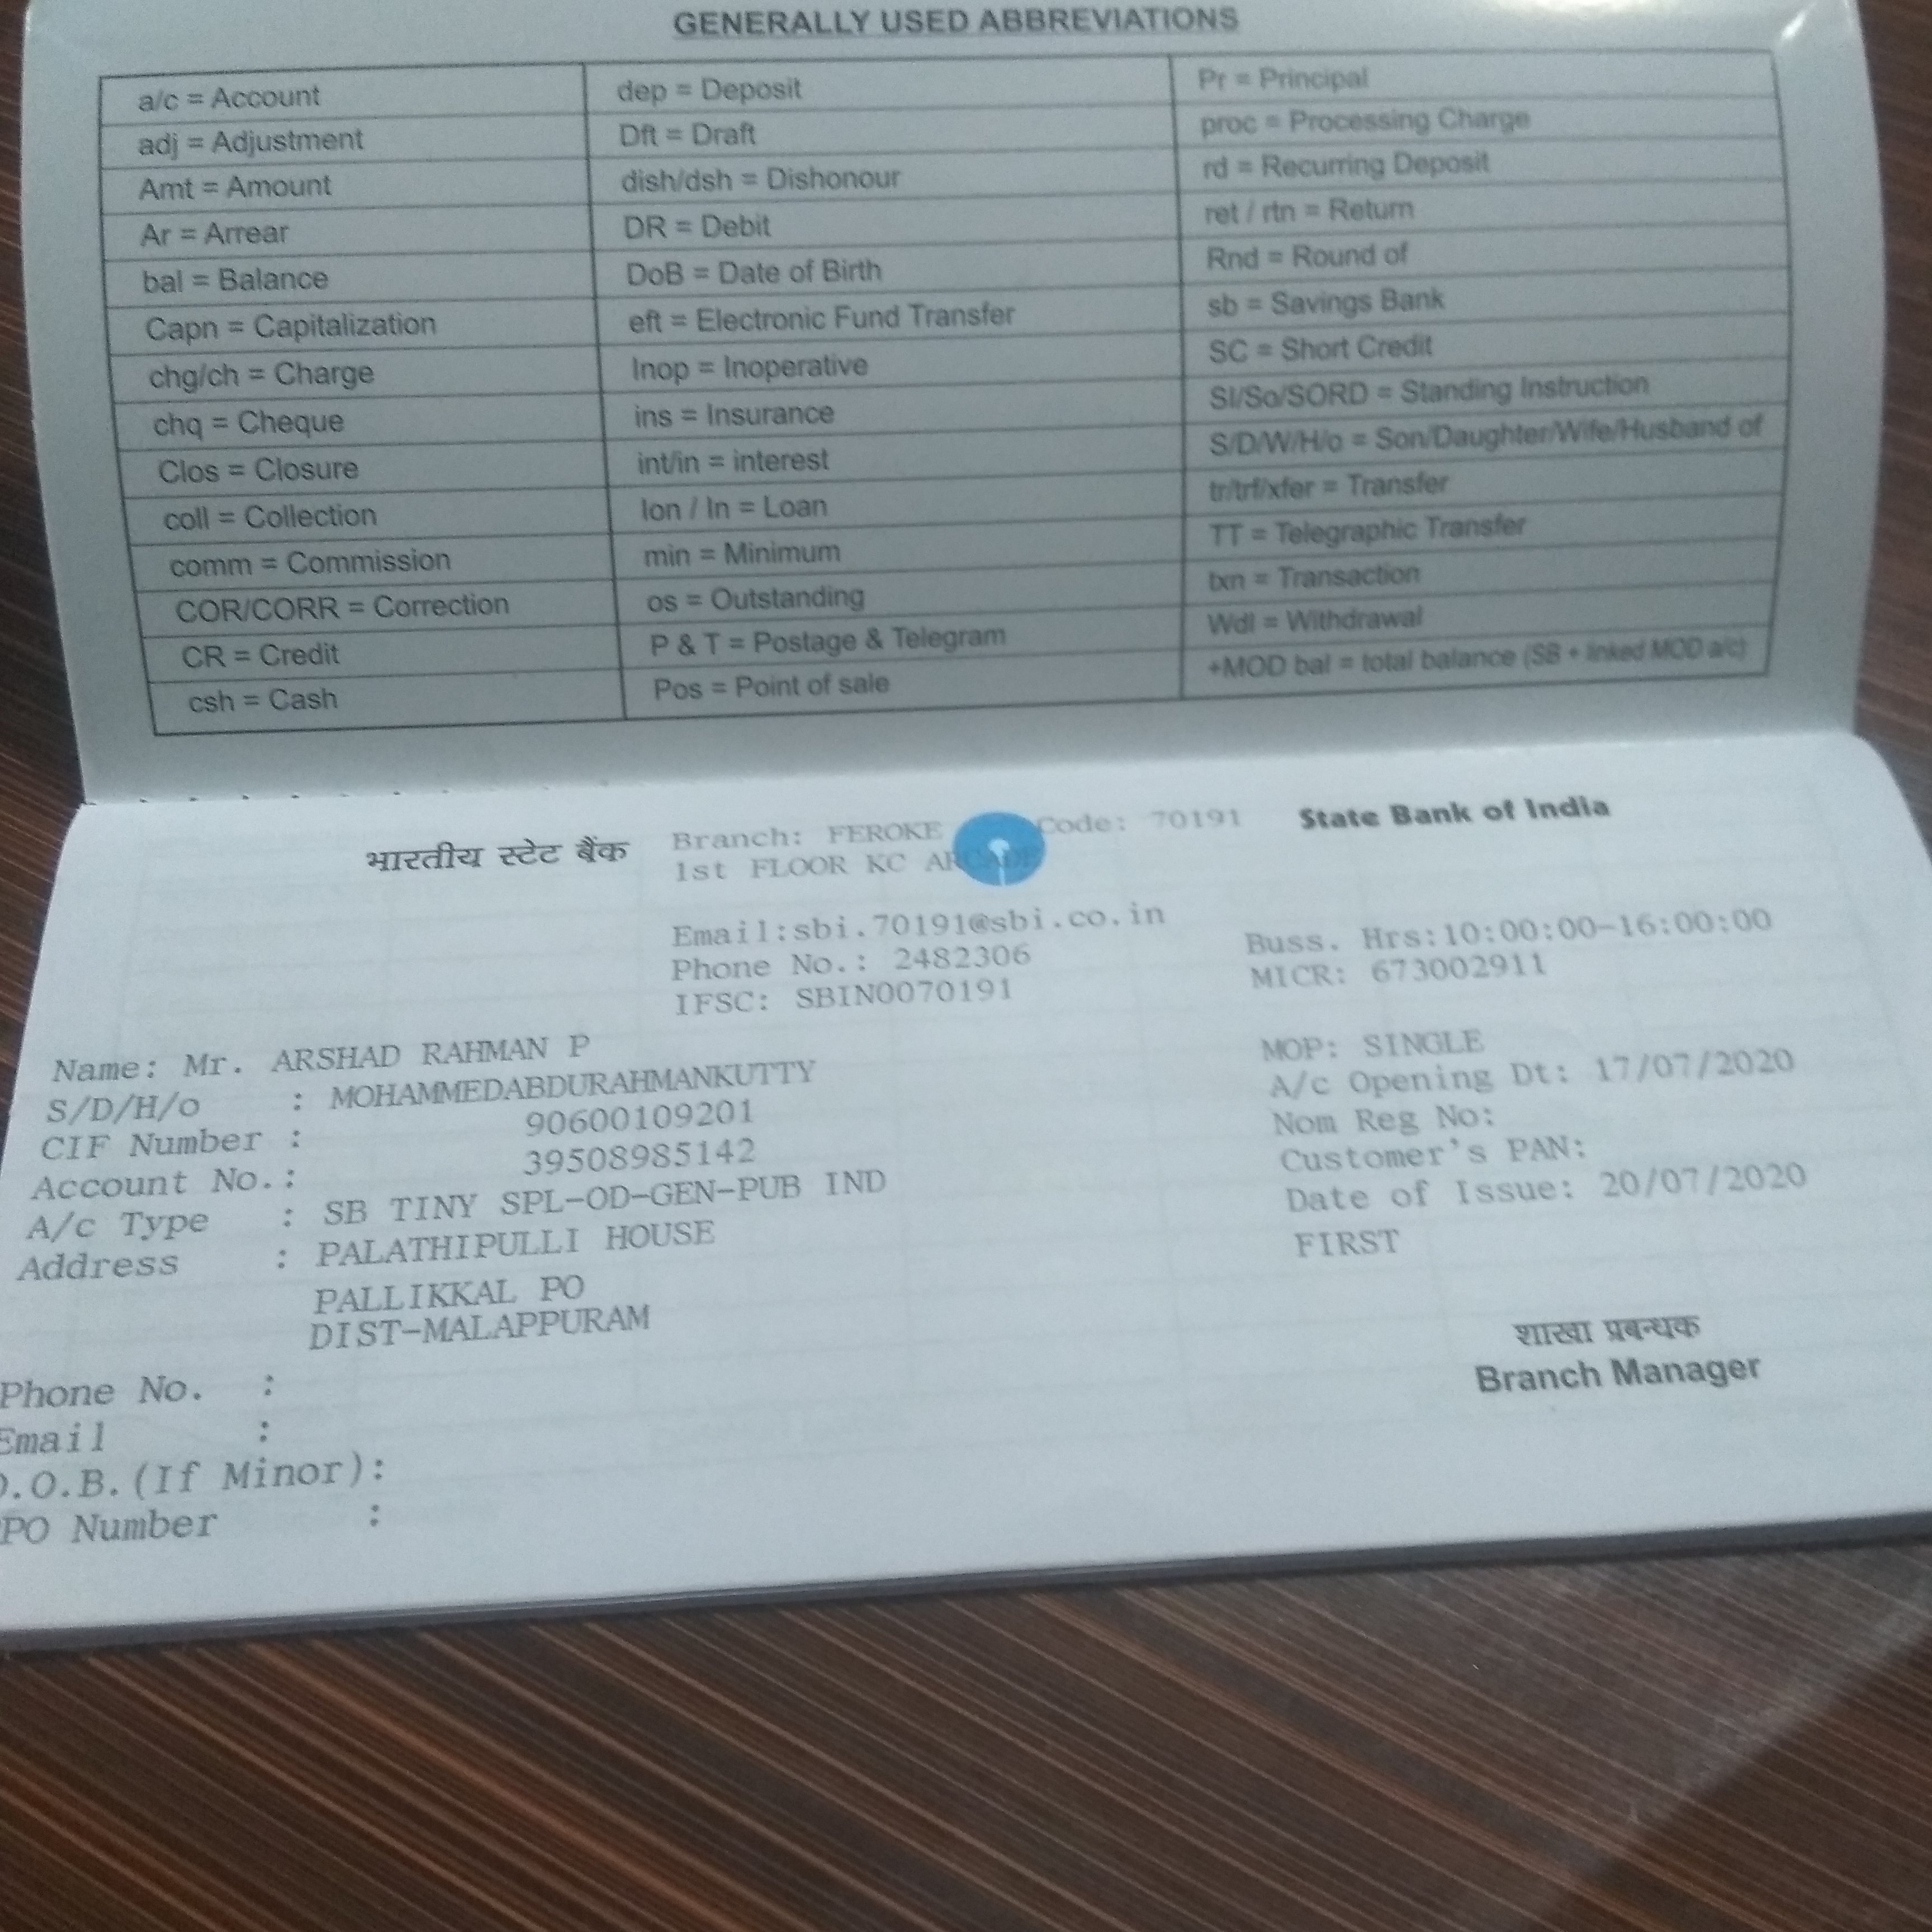 GENERALLY USED ABBREVIATIONS
a/c = Account
adj = Adjustment
Amt = Amount
Ar = Arrear
bal = Balance
Capn = Capitalization
chg/ch = Charge
chq = Cheque
Clos = Closure
coll = Collection
comm = Commission
COR/CORR = Correction
CR = Credit
csh = Cash
dep = Deposit
Dft = Draft
dish/dsh = Dishonour
DR = Debit
DoB = Date of Birth
eft = Electronic Fund Transfer
Inop = Inoperative
ins = Insurance
int/in = interest
lon / ln = Loan
min = Minimum
os = Outstanding
P & T = Postage & Telegram
Pos = Point of sale
Pr = Principal
proc = Processing Charge
rd = Recurring Deposit
ret / rtn = Return
Rnd = Round of
sb = Savings Bank
SC = Short Credit
SI/So/SORD = Standing Instruction
S/D/W/H/o = Son/Daughter/Wife/Husband of
tr/trf/xfer = Transfer
TT = Telegraphic Transfer
txn = Transaction
Wdl = Withdrawal
+MOD bal = total balance (SB + linked MOD a/c)
भारतीय स्टेट बैंक Branch: FEROKE Code: 70191 State Bank of India
1st FLOOR KC ARCADE
Email:sbi.70191@sbi.co.in Buss. Hrs:10:00:00-16:00:00
Phone No.: 2482306 MICR: 673002911
IFSC: SBIN0070191
Name: Mr. ARSHAD RAHMAN P MOP: SINGLE
S/D/H/o : MOHAMMEDABDURAHMANKUTTY A/c Opening Dt: 17/07/2020
CIF Number : 90600109201 Nom Reg No:
Account No.: 39508985142 Customer's PAN:
A/c Type : SB TINY SPL-OD-GEN-PUB IND Date of Issue: 20/07/2020
Address : PALATHIPULLI HOUSE FIRST
PALLIKKAL PO
DIST-MALAPPURAM
शाखा प्रबन्धक
Branch Manager
Phone No. :
Email :
D.O.B.(If Minor):
PO Number :